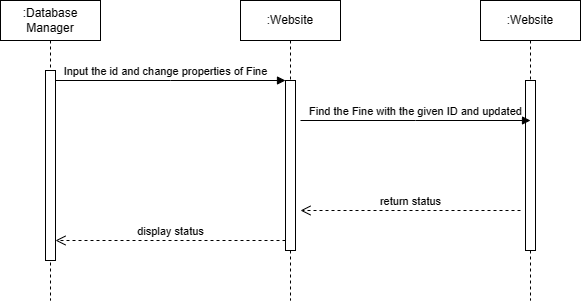 :Database
Manager
:Website
:Website
Input the id and change properties of Fine
Find the Fine with the given ID and updated
return status
display status